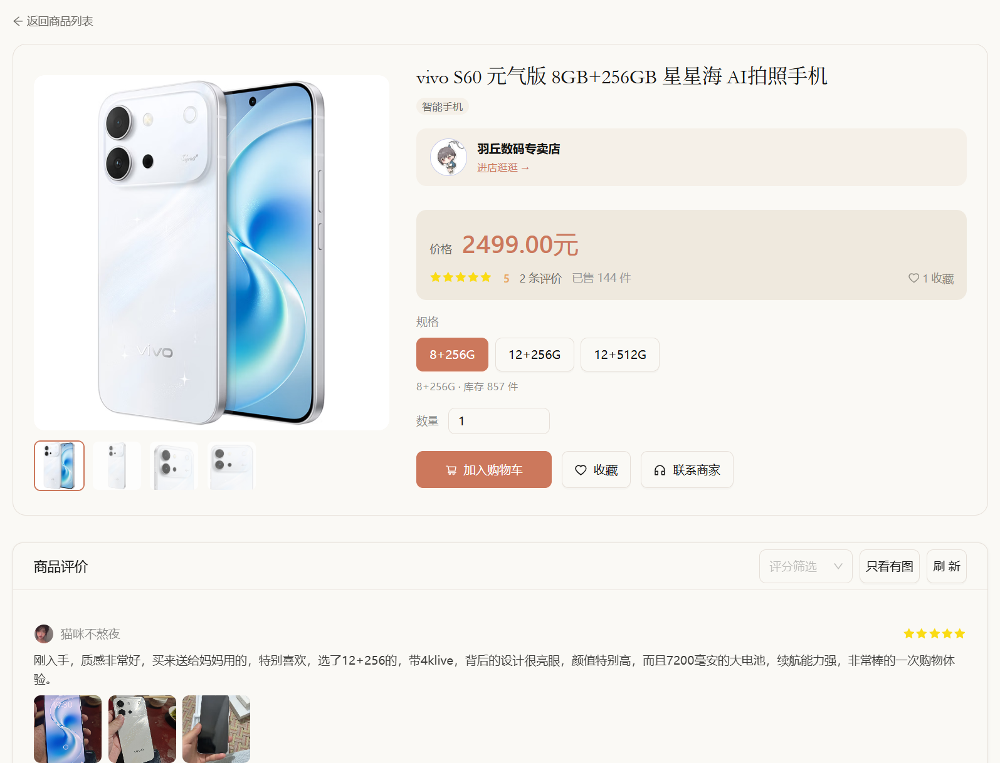 ← 返回商品列表
vivo S60 元气版 8GB+256GB 星星海 AI拍照手机
智能手机
羽丘数码专卖店
进店逛逛 →
价格 2499.00元
5 2 条评价 已售 144 件 1 收藏
规格
8+256G 12+256G 12+512G
8+256G · 库存 857 件
数量 1
加入购物车 收藏 联系商家
vivo
商品评价 评分筛选 只看有图 刷 新
猫咪不熬夜
刚入手，质感非常好，买来送给妈妈用的，特别喜欢，选了12+256的，带4klive，背后的设计很亮眼，颜值特别高，而且7200毫安的大电池，续航能力强，非常棒的一次购物体
验。
19:30
vivo